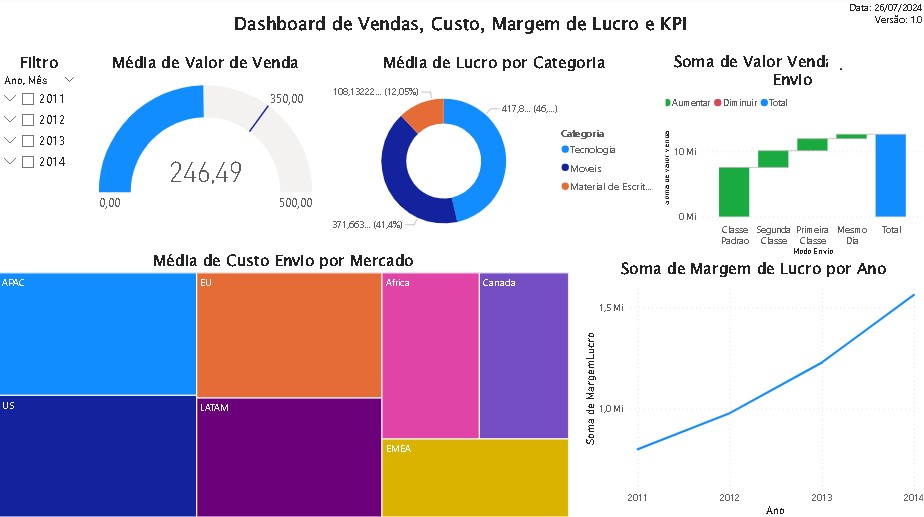 Data: 26/07/2024
Versão: 1.0
Dashboard de Vendas, Custo, Margem de Lucro e KPI
Filtro
Ano, Mês
2011
2012
2013
2014
Média de Valor de Venda
350,00
246,49
0,00
500,00
Média de Lucro por Categoria
108,13222... (12,05%)
417,8... (46,...)
371,663... (41,4%)
Categoria
Tecnologia
Moveis
Material de Escrit...
Soma de Valor Venda
Envio
Aumentar
Diminuir
Total
Soma de Valor Venda
10 Mi
0 Mi
Classe Padrao
Segunda Classe
Primeira Classe
Mesmo Dia
Total
Modo Envio
Média de Custo Envio por Mercado
APAC
EU
Africa
Canada
US
LATAM
EMEA
Soma de Margem de Lucro por Ano
Soma de MargemLucro
1,5 Mi
1,0 Mi
2011
2012
2013
2014
Ano